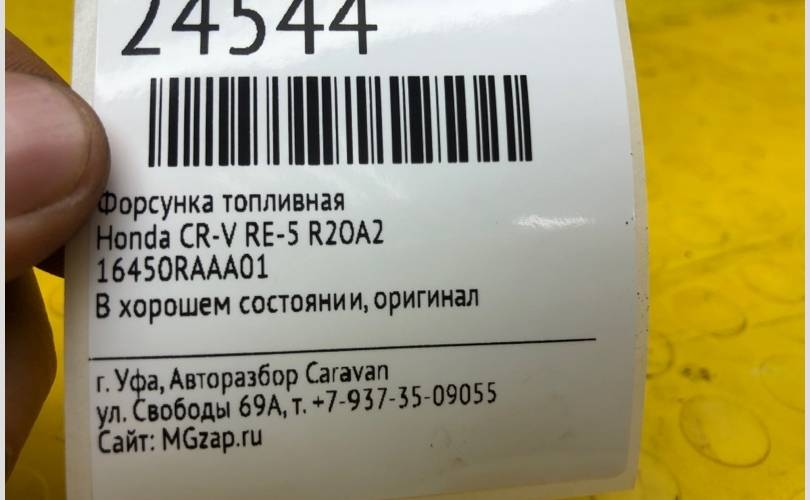 24544
Форсунка топливная
Honda CR-V RE-5 R20A2
16450RAAA01
В хорошем состоянии, оригинал
г. Уфа, Авторазбор Caravan
ул. Свободы 69А, т. +7-937-35-09055
Сайт: MGzap.ru